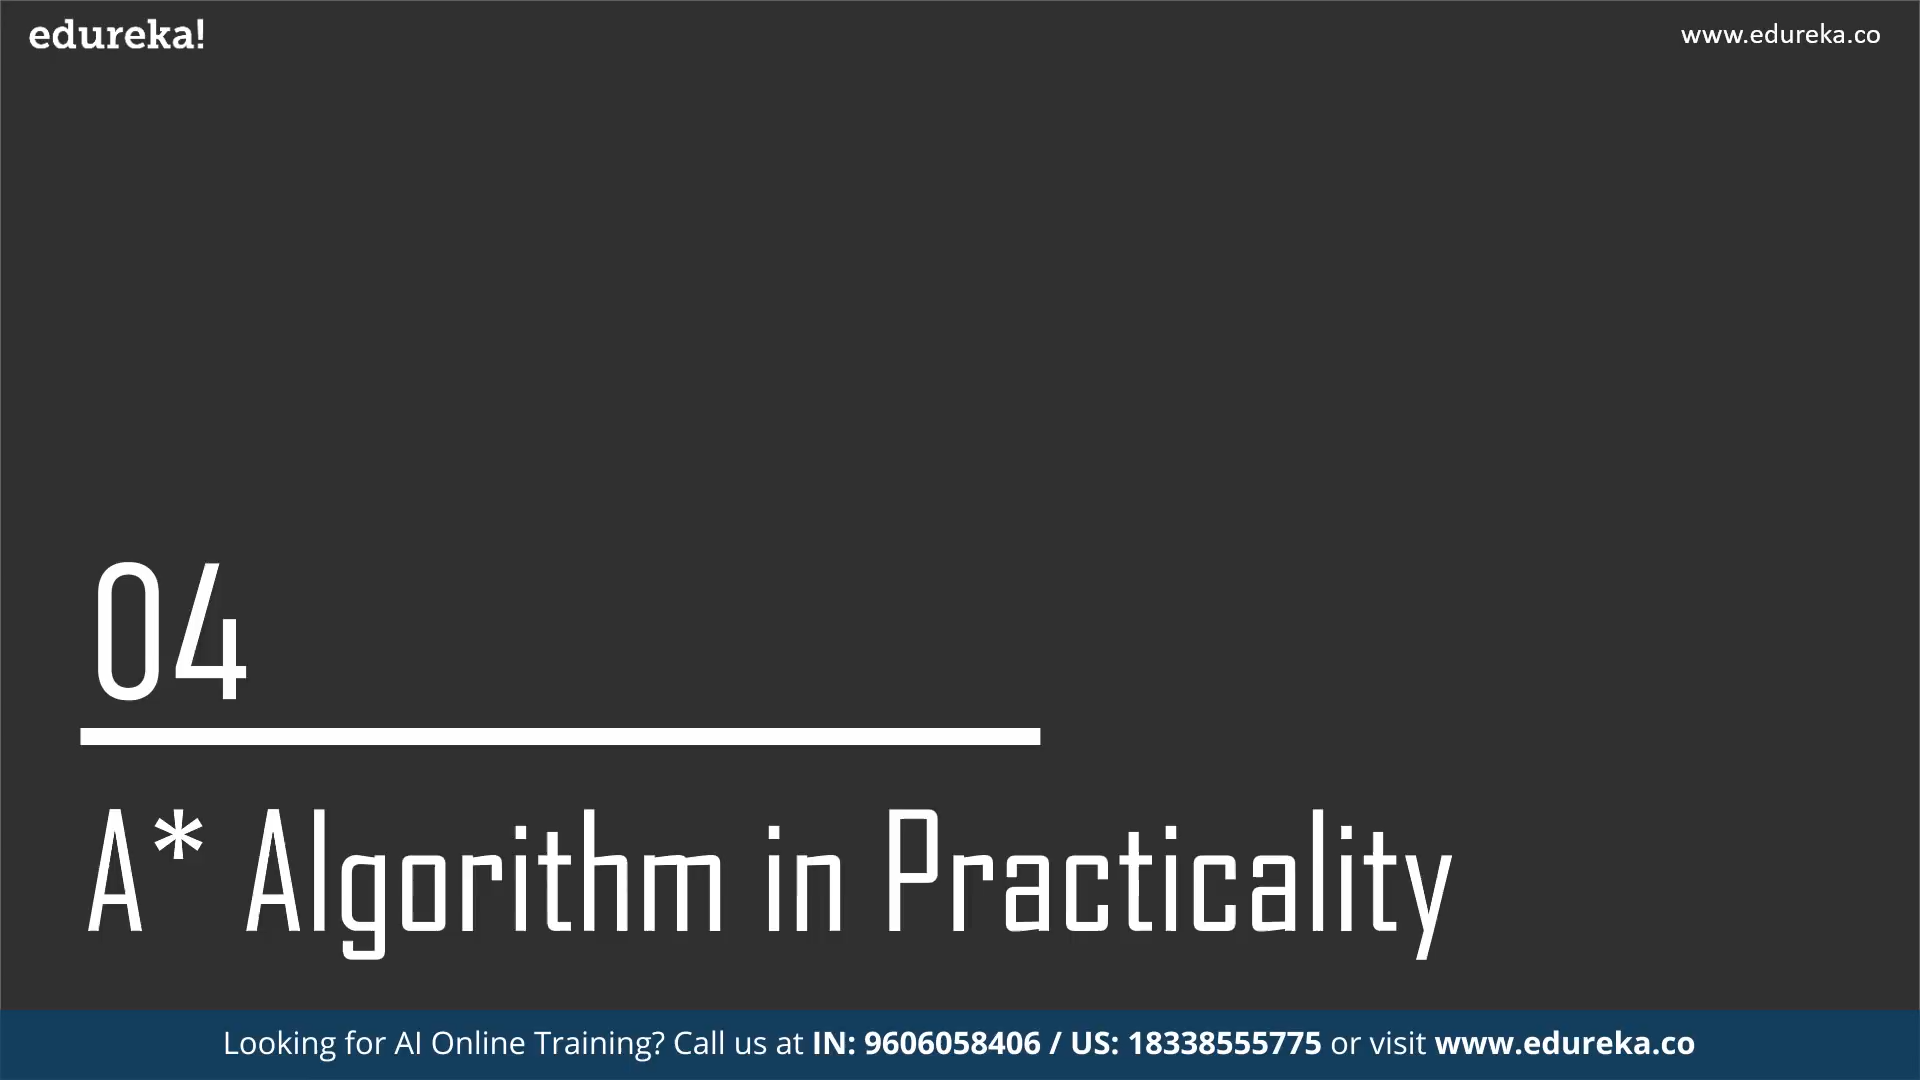 edureka!
www.edureka.co
04
A* Algorithm in Practicality
Looking for AI Online Training? Call us at IN: 9606058406 / US: 18338555775 or visit www.edureka.co